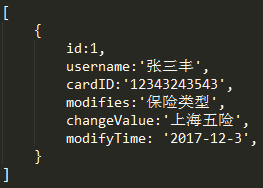 [
{
id:1,
username:'张三丰',
cardID:'12343243543',
modifies:'保险类型',
changeValue:'上海五险',
modifyTime: '2017-12-3',
}
]